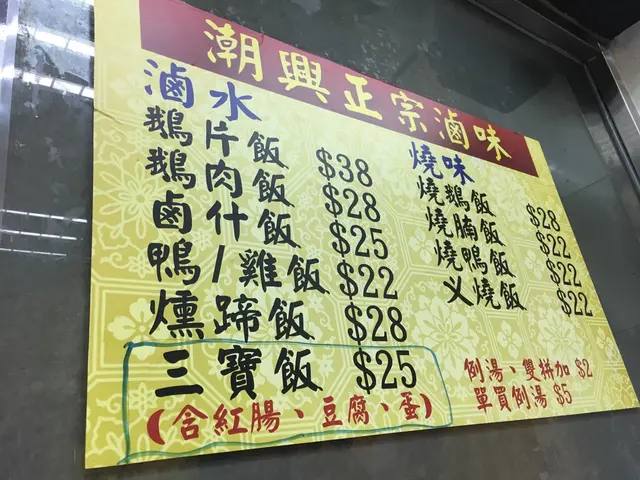 潮興正宗滷味
滷水
鵝片飯 $38
鵝肉飯 $28
鹵什飯 $25
鴨/雞飯 $22
燻蹄飯 $28
三寶飯 $25
(含紅腸、豆腐、蛋)
燒味
燒鵝飯 $28
燒腩飯 $22
燒鴨飯 $22
义燒飯 $22
例湯、雙拼加 $2
單買例湯 $5